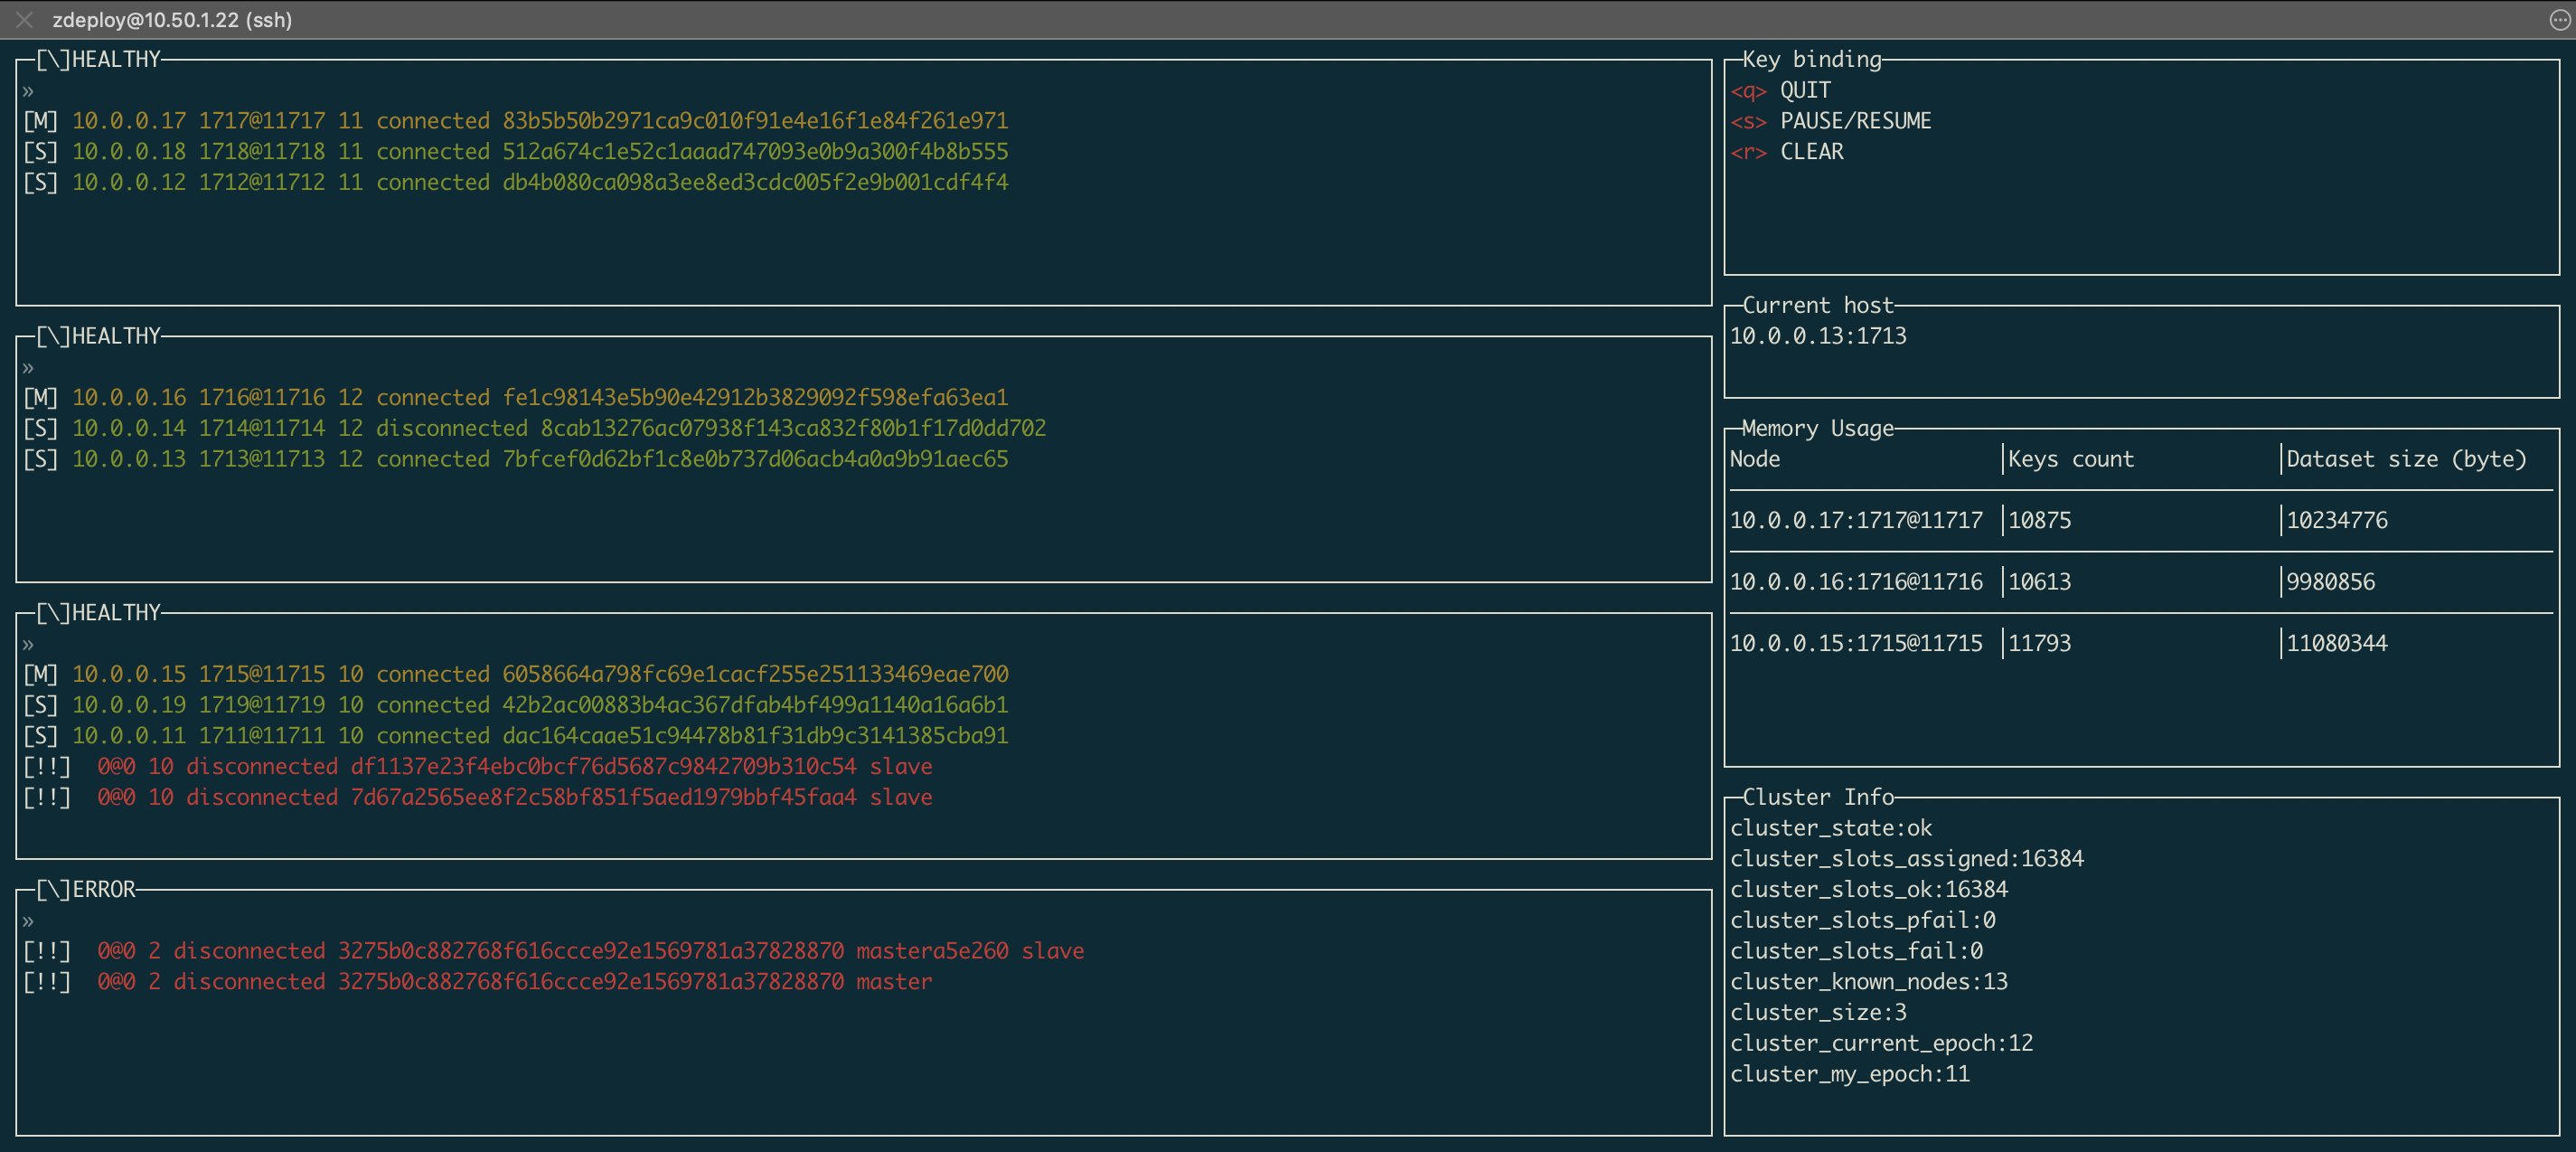 zdeploy@10.50.1.22 (ssh)
[\]HEALTHY
»
[M] 10.0.0.17 1717@11717 11 connected 83b5b50b2971ca9c010f91e4e16f1e84f261e971
[S] 10.0.0.18 1718@11718 11 connected 512a674c1e52c1aaad747093e0b9a300f4b8b555
[S] 10.0.0.12 1712@11712 11 connected db4b080ca098a3ee8ed3cdc005f2e9b001cdf4f4
[\]HEALTHY
»
[M] 10.0.0.16 1716@11716 12 connected fe1c98143e5b90e42912b3829092f598efa63ea1
[S] 10.0.0.14 1714@11714 12 disconnected 8cab13276ac07938f143ca832f80b1f17d0dd702
[S] 10.0.0.13 1713@11713 12 connected 7bfcef0d62bf1c8e0b737d06acb4a0a9b91aec65
[\]HEALTHY
»
[M] 10.0.0.15 1715@11715 10 connected 6058664a798fc69e1cacf255e251133469eae700
[S] 10.0.0.19 1719@11719 10 connected 42b2ac00883b4ac367dfab4bf499a1140a16a6b1
[S] 10.0.0.11 1711@11711 10 connected dac164caae51c94478b81f31db9c3141385cba91
[!!] 0@0 10 disconnected df1137e23f4ebc0bcf76d5687c9842709b310c54 slave
[!!] 0@0 10 disconnected 7d67a2565ee8f2c58bf851f5aed1979bbf45faa4 slave
[\]ERROR
»
[!!] 0@0 2 disconnected 3275b0c882768f616ccce92e1569781a37828870 mastera5e260 slave
[!!] 0@0 2 disconnected 3275b0c882768f616ccce92e1569781a37828870 master
Key binding
<q> QUIT
<s> PAUSE/RESUME
<r> CLEAR
Current host
10.0.0.13:1713
Memory Usage
Node Keys count Dataset size (byte)
10.0.0.17:1717@11717 10875 10234776
10.0.0.16:1716@11716 10613 9980856
10.0.0.15:1715@11715 11793 11080344
Cluster Info
cluster_state:ok
cluster_slots_assigned:16384
cluster_slots_ok:16384
cluster_slots_pfail:0
cluster_slots_fail:0
cluster_known_nodes:13
cluster_size:3
cluster_current_epoch:12
cluster_my_epoch:11